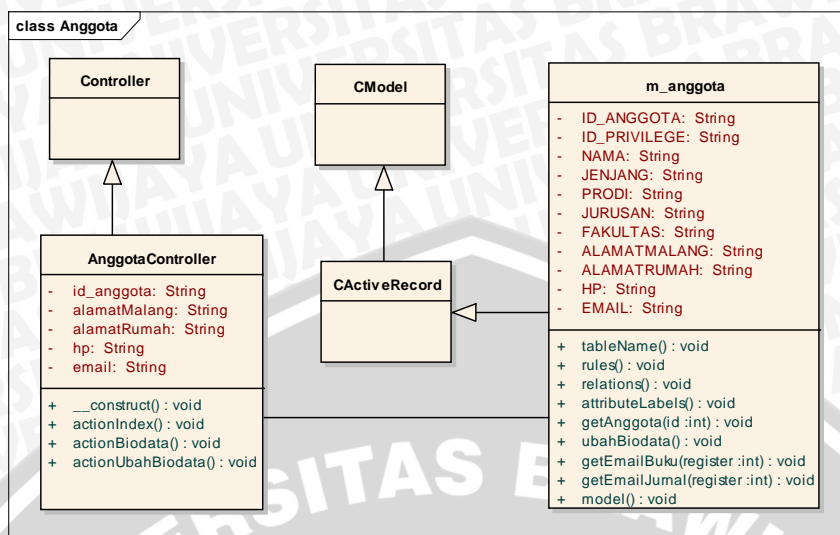 class Anggota
Controller
CModel
m_anggota
- ID_ANGGOTA: String
- ID_PRIVILEGE: String
- NAMA: String
- JENJANG: String
- PRODI: String
- JURUSAN: String
- FAKULTAS: String
- ALAMATMALANG: String
- ALAMATRUMAH: String
- HP: String
- EMAIL: String
+ tableName() : void
+ rules() : void
+ relations() : void
+ attributeLabels() : void
+ getAnggota(id :int) : void
+ ubahBiodata() : void
+ getEmailBuku(register :int) : void
+ getEmailJurnal(register :int) : void
+ model() : void
AnggotaController
- id_anggota: String
- alamatMalang: String
- alamatRumah: String
- hp: String
- email: String
+ __construct() : void
+ actionIndex() : void
+ actionBiodata() : void
+ actionUbahBiodata() : void
CActiveRecord